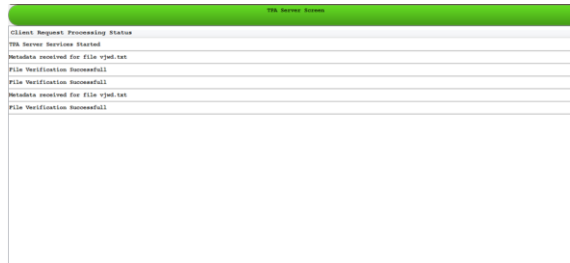 TPA Server Screen
Client Request Processing Status
TPA Server Services Started
Metadata received for file vjwd.txt
File Verification Successfull
File Verification Successfull
Metadata received for file vjwd.txt
File Verification Successfull